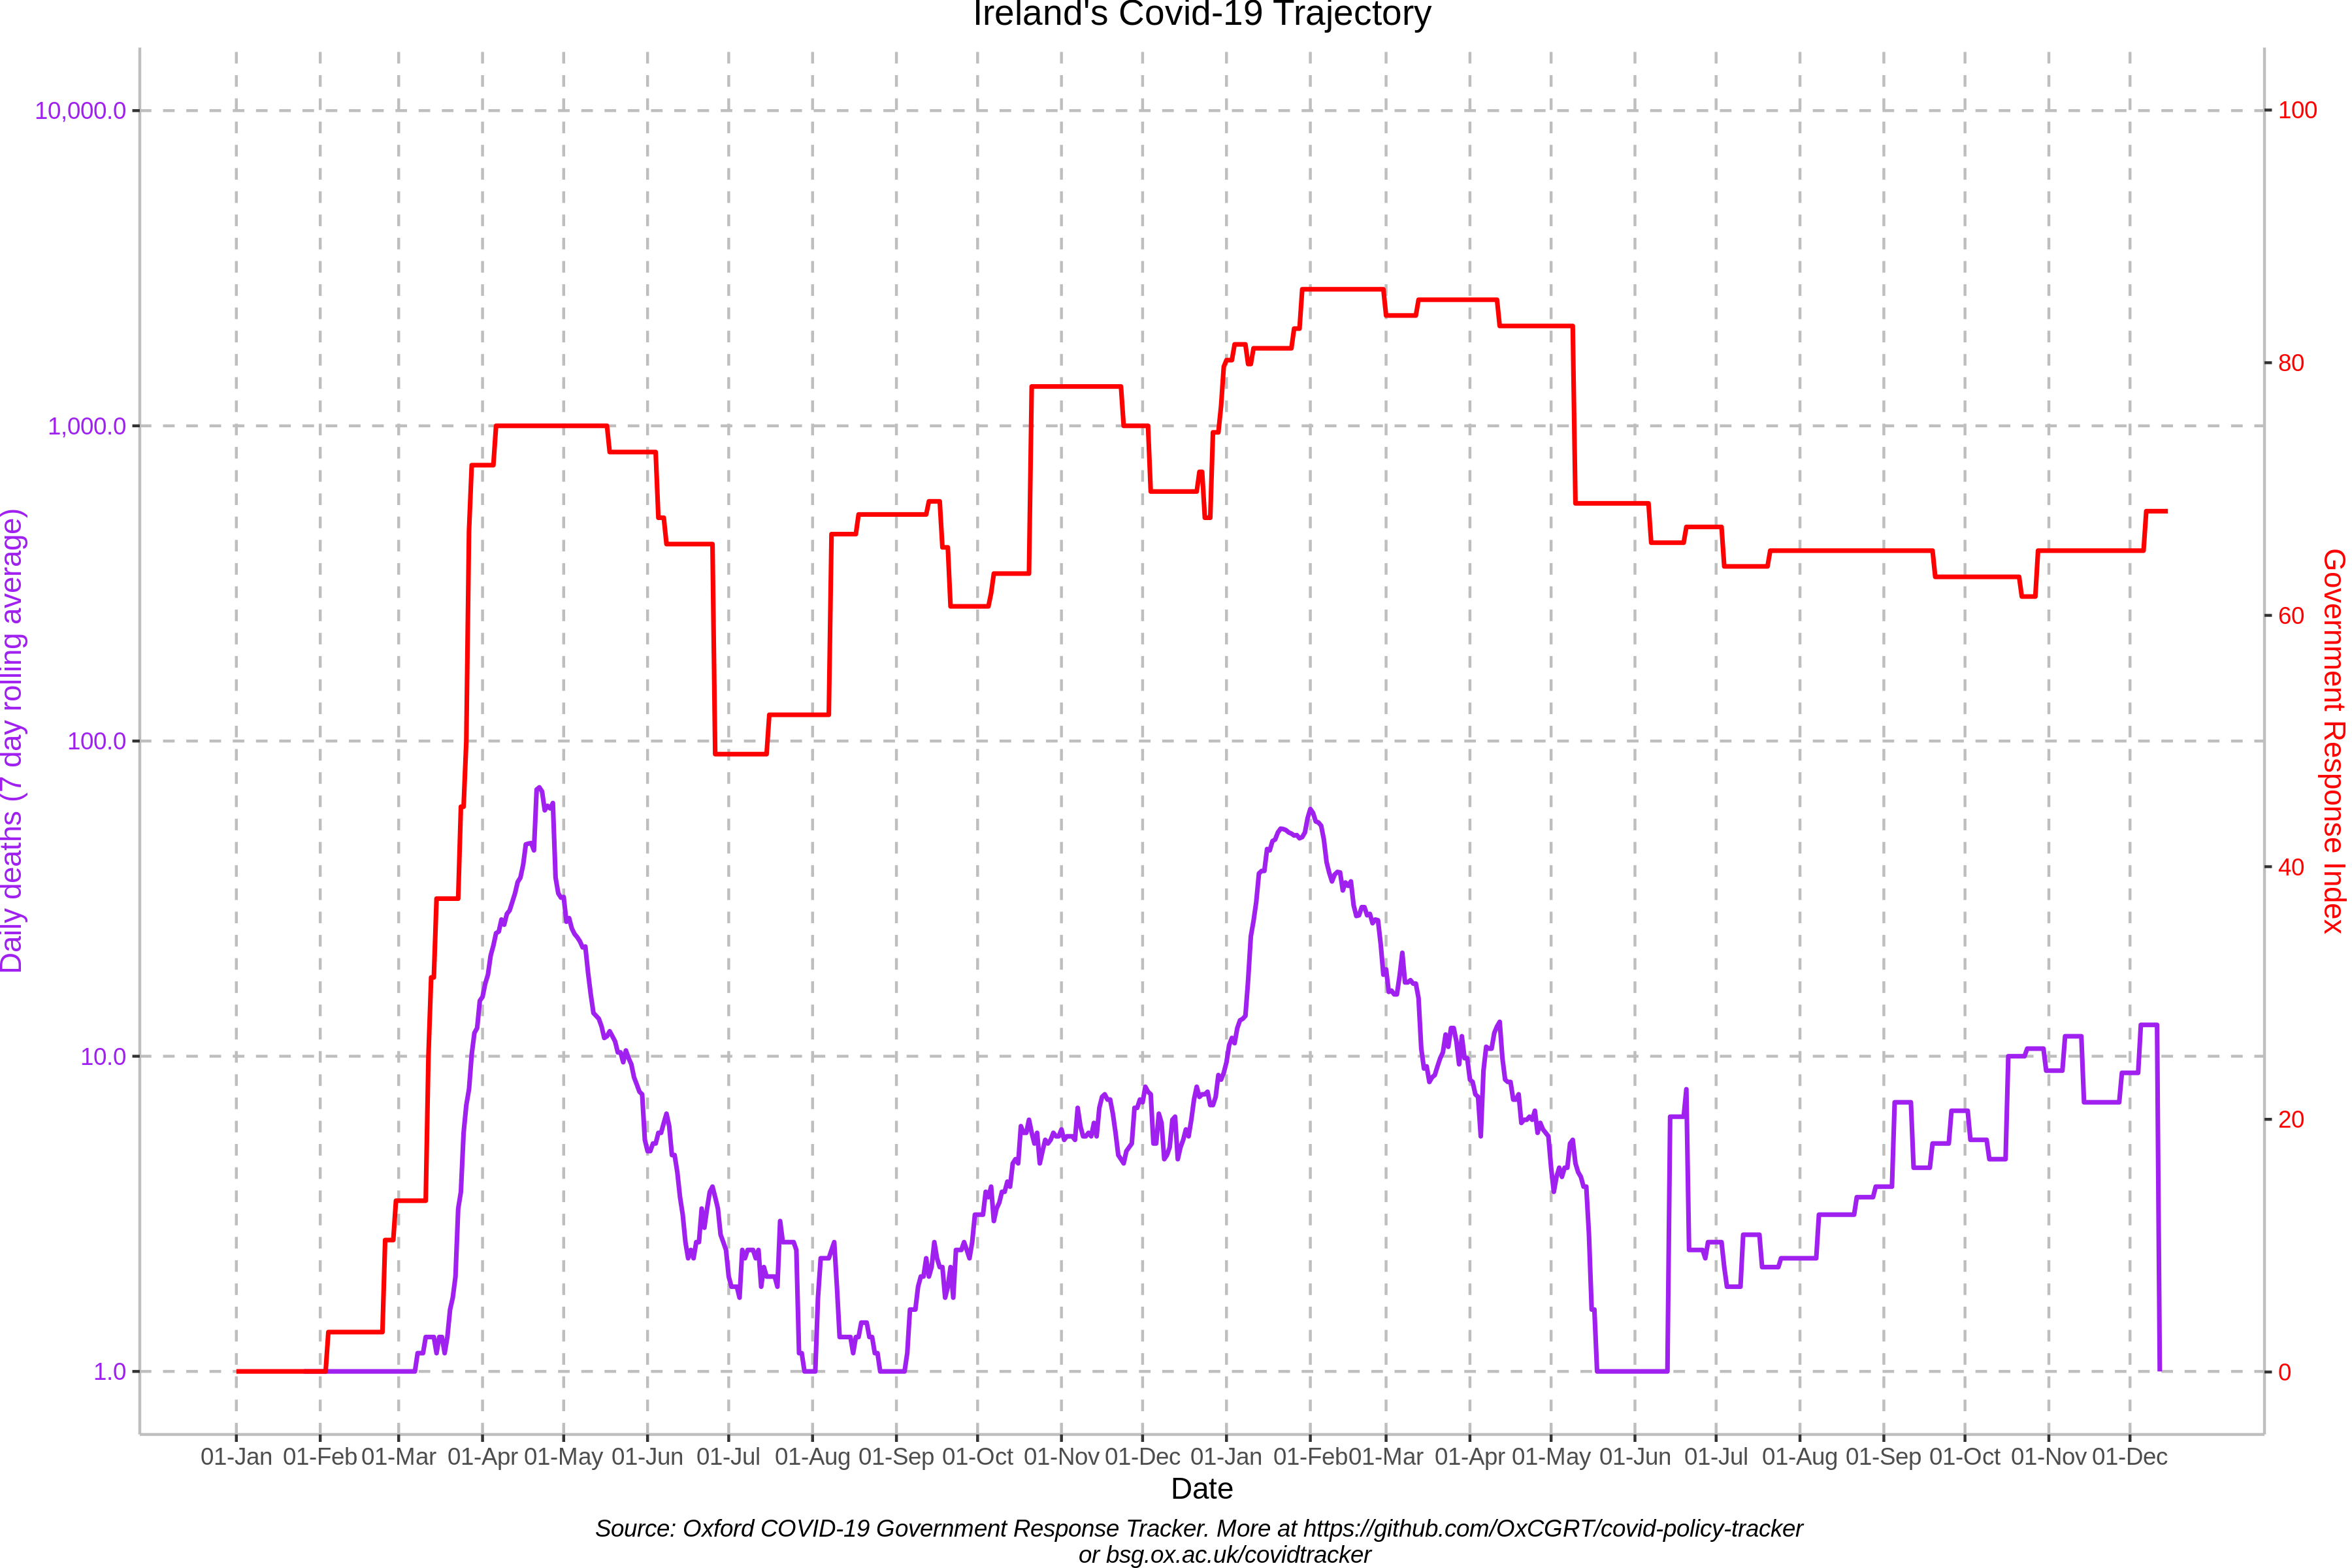 Ireland's Covid-19 Trajectory
10,000.0
1,000.0
100.0
10.0
1.0
Daily deaths (7 day rolling average)
100
80
60
40
20
0
Government Response Index
01-Jan 01-Feb 01-Mar 01-Apr 01-May 01-Jun 01-Jul 01-Aug 01-Sep 01-Oct 01-Nov 01-Dec 01-Jan 01-Feb 01-Mar 01-Apr 01-May 01-Jun 01-Jul 01-Aug 01-Sep 01-Oct 01-Nov 01-Dec
Date
Source: Oxford COVID-19 Government Response Tracker. More at https://github.com/OxCGRT/covid-policy-tracker
or bsg.ox.ac.uk/covidtracker